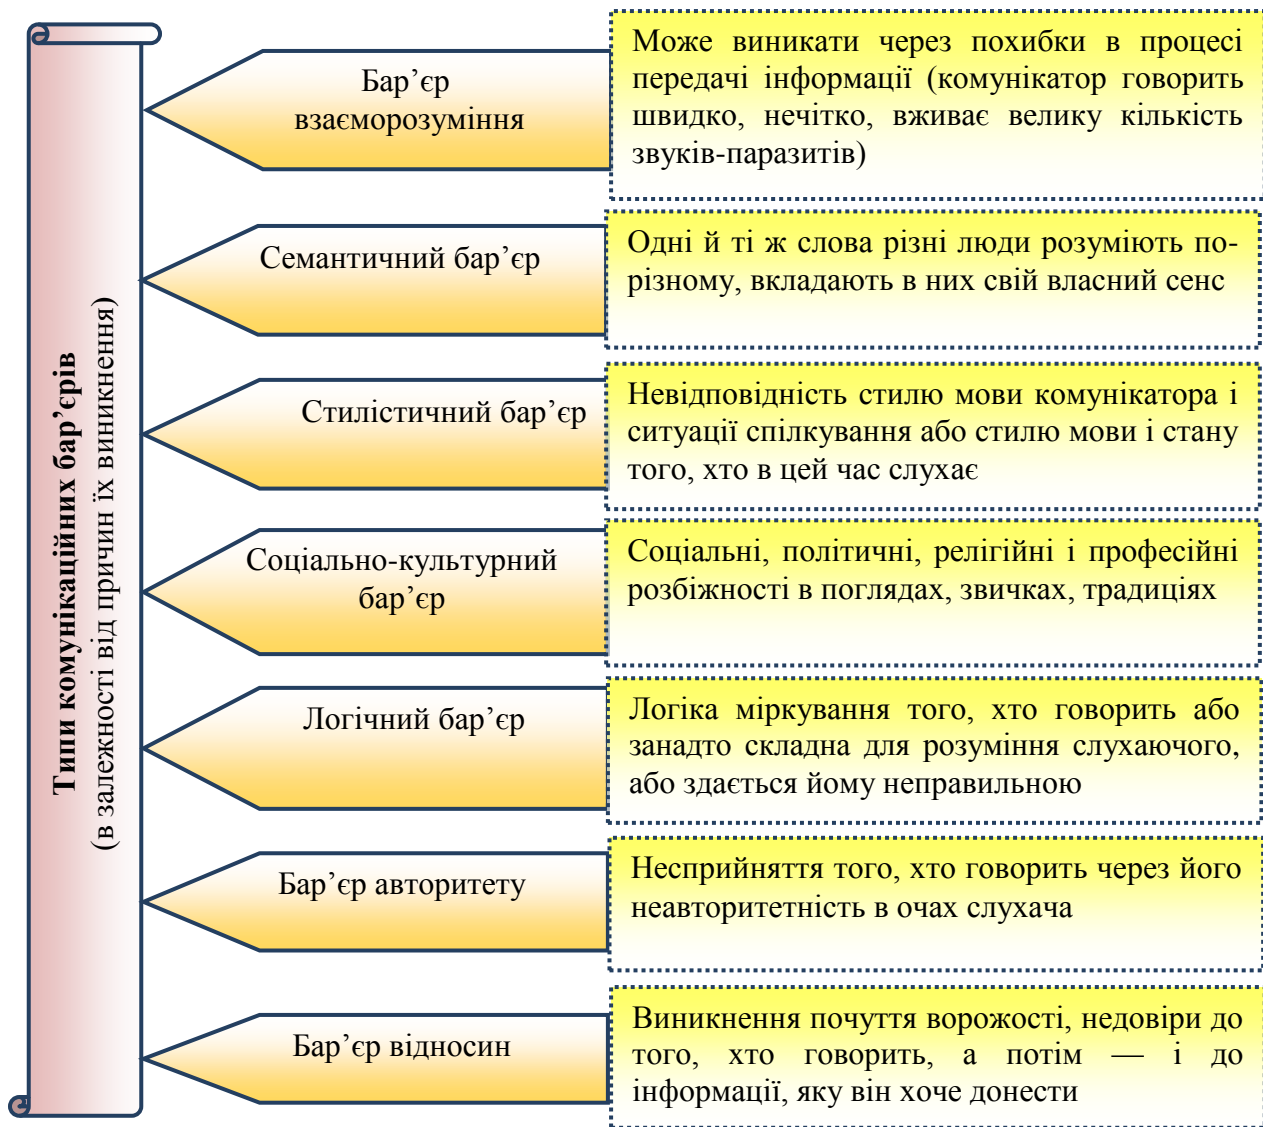 Типи комунікаційних бар’єрів
(в залежності від причин їх виникнення)
Бар’єр
взаєморозуміння
Може виникати через похибки в процесі
передачі інформації (комунікатор говорить
швидко, нечітко, вживає велику кількість
звуків-паразитів)
Семантичний бар’єр
Одні й ті ж слова різні люди розуміють по-
різному, вкладають в них свій власний сенс
Стилістичний бар’єр
Невідповідність стилю мови комунікатора і
ситуації спілкування або стилю мови і стану
того, хто в цей час слухає
Соціально-культурний
бар’єр
Соціальні, політичні, релігійні і професійні
розбіжності в поглядах, звичках, традиціях
Логічний бар’єр
Логіка міркування того, хто говорить або
занадто складна для розуміння слухаючого,
або здається йому неправильною
Бар’єр авторитету
Несприйняття того, хто говорить через його
неавторитетність в очах слухача
Бар’єр відносин
Виникнення почуття ворожості, недовіри до
того, хто говорить, а потім — і до
інформації, яку він хоче донести